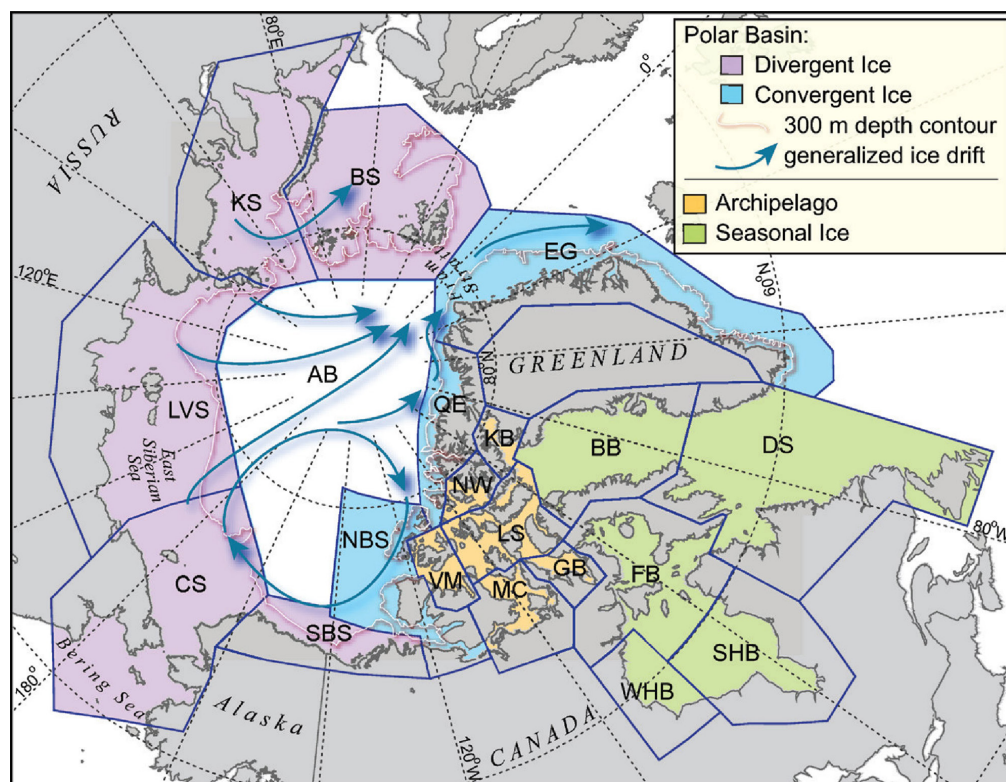 Polar Basin:
Divergent Ice
Convergent Ice
300 m depth contour
generalized ice drift
Archipelago
Seasonal Ice
80°E
0°
RUSSIA
BS
KS
EG
Fram Strait
120°E
60°N
80°N
GREENLAND
AB
LVS
QE
KB
BB
DS
East
Siberian
Sea
NW
NBS
LS
80°W
GB
FB
VM
MC
CS
SBS
SHB
WHB
Bering Sea
180°
Alaska
120°W
CANADA